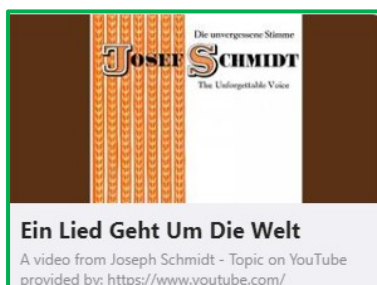 Die unvergessene Stimme
JOSEF SCHMIDT
The Unforgettable Voice
Ein Lied Geht Um Die Welt
A video from Joseph Schmidt - Topic on YouTube
provided by: https://www.youtube.com/